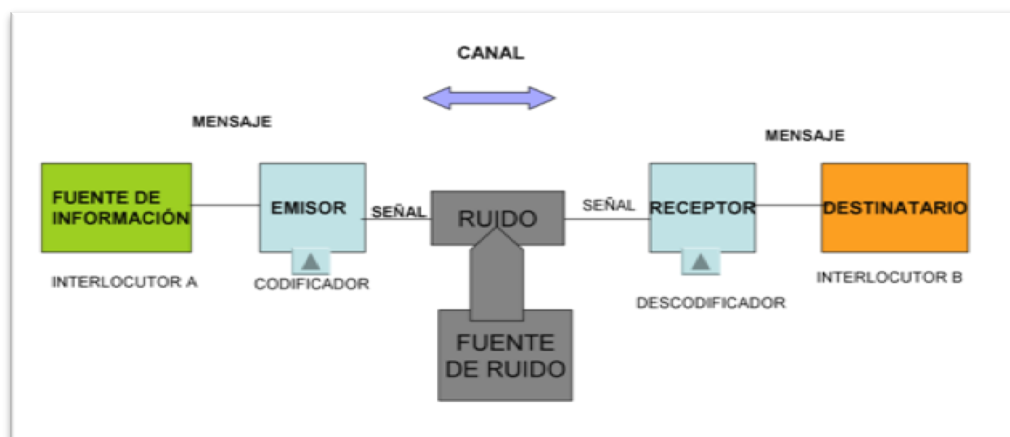 CANAL
MENSAJE
MENSAJE
FUENTE DE
INFORMACIÓN
EMISOR
SEÑAL
RUIDO
SEÑAL
RECEPTOR
DESTINATARIO
INTERLOCUTOR A
CODIFICADOR
DESCODIFICADOR
INTERLOCUTOR B
FUENTE
DE RUIDO